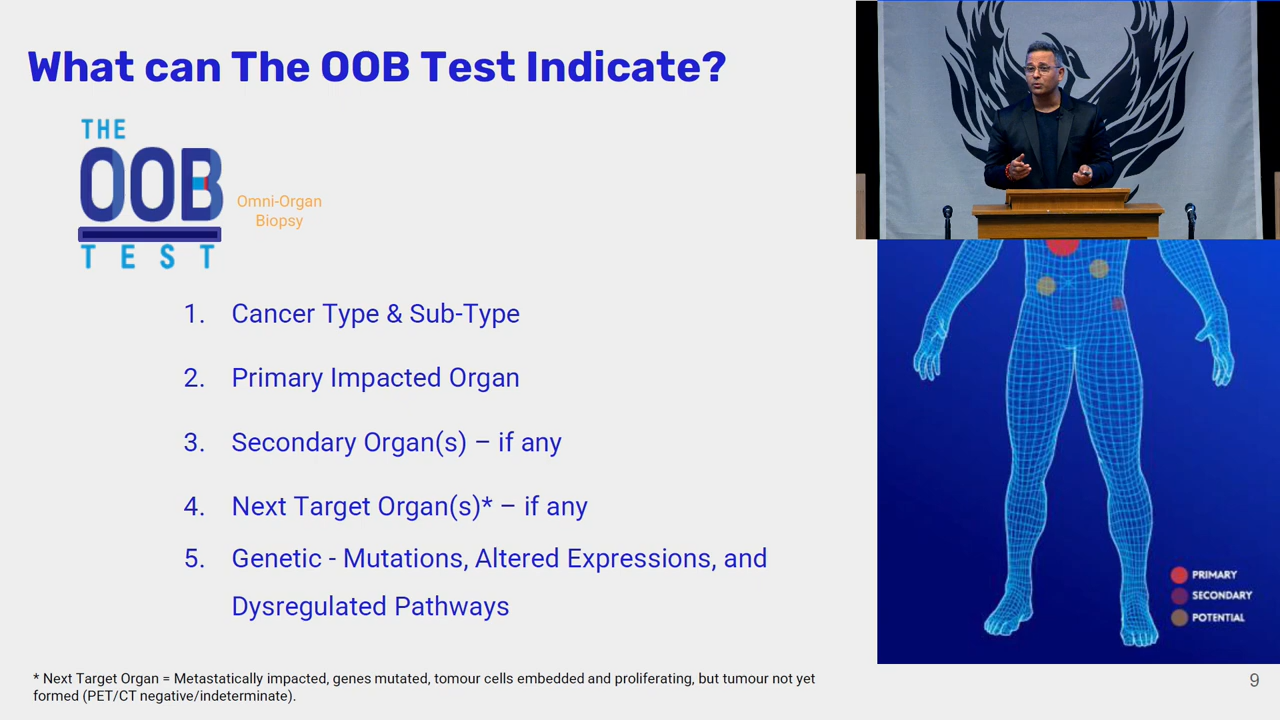 What can The OOB Test Indicate?
THE
OOB
TEST
Omni-Organ
Biopsy
1. Cancer Type & Sub-Type
2. Primary Impacted Organ
3. Secondary Organ(s) – if any
4. Next Target Organ(s)* – if any
5. Genetic - Mutations, Altered Expressions, and
Dysregulated Pathways
PRIMARY
SECONDARY
POTENTIAL
* Next Target Organ = Metastatically impacted, genes mutated, tomour cells embedded and proliferating, but tumour not yet
formed (PET/CT negative/indeterminate).
9